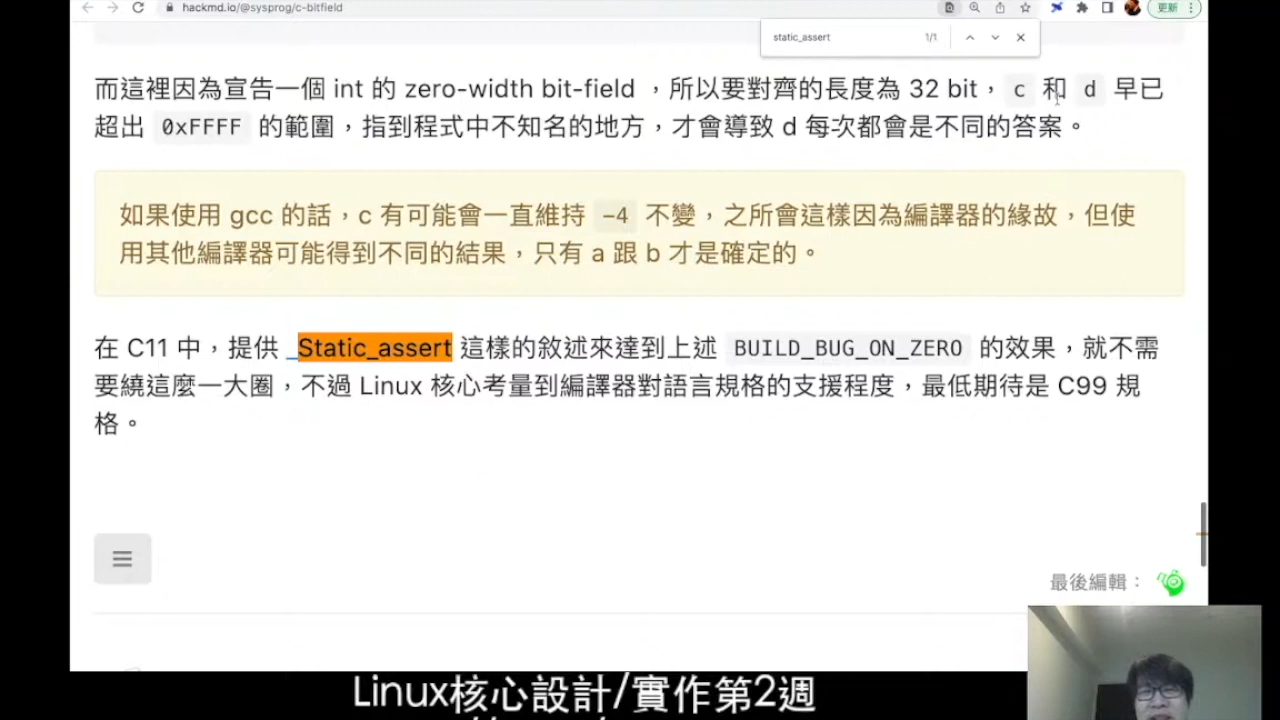 hackmd.io/@sysprog/c-bitfield
更新
static_assert
1/1
而這裡因為宣告一個 int 的 zero-width bit-field ，所以要對齊的長度為 32 bit， c 和 d 早已
超出 0xFFFF 的範圍，指到程式中不知名的地方，才會導致 d 每次都會是不同的答案。
如果使用 gcc 的話，c 有可能會一直維持 −4 不變，之所會這樣因為編譯器的緣故，但使
用其他編譯器可能得到不同的結果，只有 a 跟 b 才是確定的。
在 C11 中，提供 _Static_assert 這樣的敘述來達到上述 BUILD_BUG_ON_ZERO 的效果，就不需
要繞這麼一大圈，不過 Linux 核心考量到編譯器對語言規格的支援程度，最低期待是 C99 規
格。
最後編輯：
Linux核心設計/實作第2週